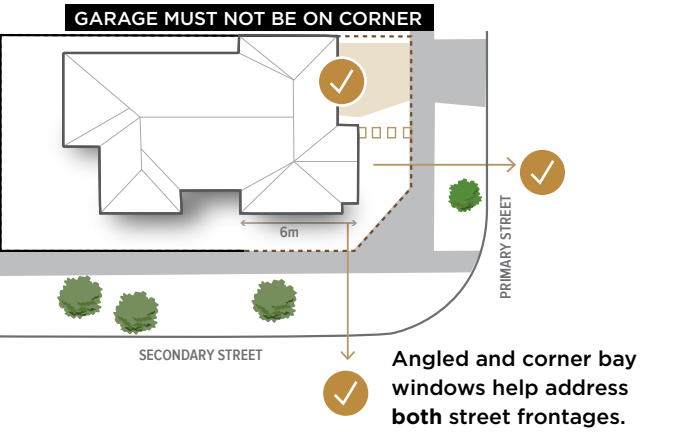 GARAGE MUST NOT BE ON CORNER
6m
PRIMARY STREET
SECONDARY STREET
Angled and corner bay
windows help address
both street frontages.